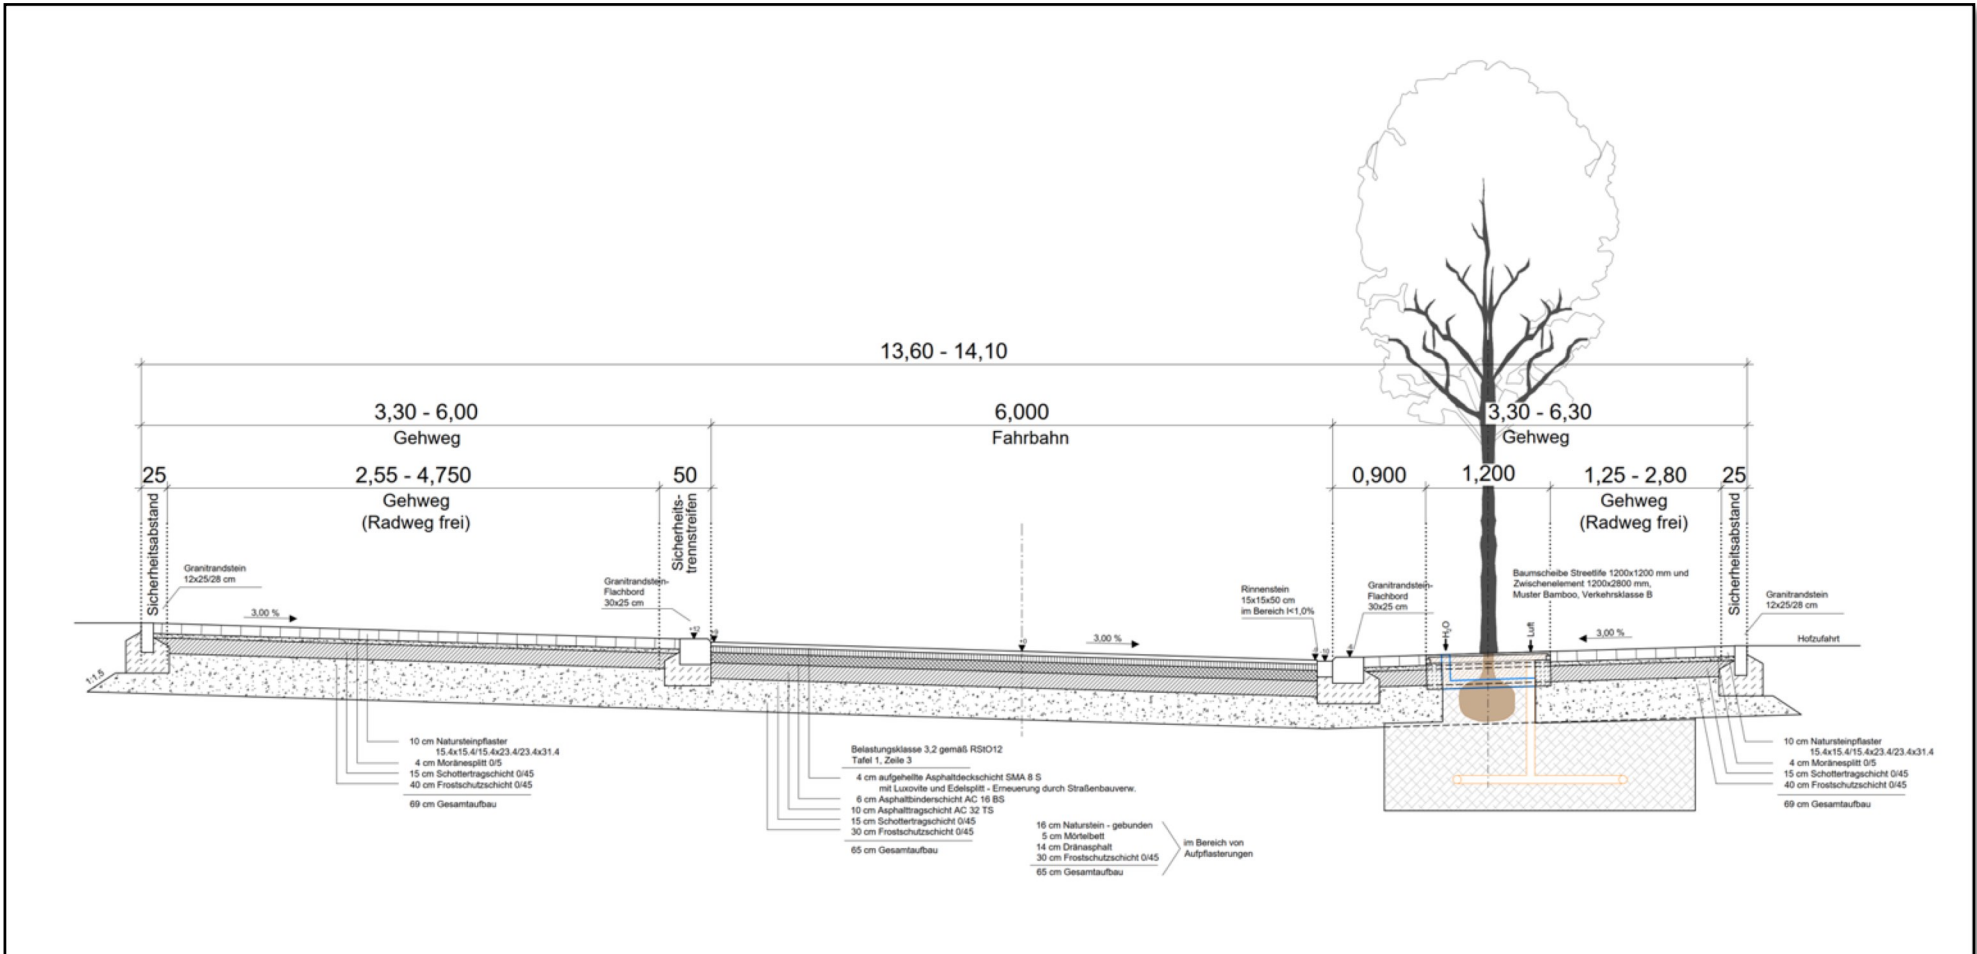 13,60 - 14,10
3,30 - 6,00
Gehweg
6,000
Fahrbahn
3,30 - 6,30
Gehweg
25
2,55 - 4,750
Gehweg
(Radweg frei)
50
0,900
1,200
1,25 - 2,80
Gehweg
(Radweg frei)
25
Sicherheitsabstand
Sicherheits-
trennstreifen
Sicherheitsabstand
Granitrandstein
12x25/28 cm
Granitrandstein-
Flachbord
30x25 cm
Rinnenstein
15x15x50 cm
im Bereich l<1,0%
Granitrandstein-
Flachbord
30x25 cm
Baumscheibe Streetlife 1200x1200 mm und
Zwischenelement 1200x2800 mm,
Muster Bamboo, Verkehrsklasse B
Granitrandstein
12x25/28 cm
3,00 %
3,00 %
H2O
Luft
3,00 %
Hofzufahrt
+12
1:1,5
10 cm Natursteinpflaster
15.4x15.4/15.4x23.4/23.4x31.4
4 cm Moränesplitt 0/5
15 cm Schottertragschicht 0/45
40 cm Frostschutzschicht 0/45
69 cm Gesamtaufbau
Belastungsklasse 3,2 gemäß RStO12
Tafel 1, Zeile 3
4 cm aufgehellte Asphaltdeckschicht SMA 8 S
mit Luxovite und Edelsplitt - Erneuerung durch Straßenbauverw.
6 cm Asphaltbinderschicht AC 16 BS
10 cm Asphalttragschicht AC 32 TS
15 cm Schottertragschicht 0/45
30 cm Frostschutzschicht 0/45
65 cm Gesamtaufbau
16 cm Naturstein - gebunden
5 cm Mörtelbett
14 cm Dränasphalt
30 cm Frostschutzschicht 0/45
65 cm Gesamtaufbau
im Bereich von
Aufpflasterungen
10 cm Natursteinpflaster
15.4x15.4/15.4x23.4/23.4x31.4
4 cm Moränesplitt 0/5
15 cm Schottertragschicht 0/45
40 cm Frostschutzschicht 0/45
69 cm Gesamtaufbau